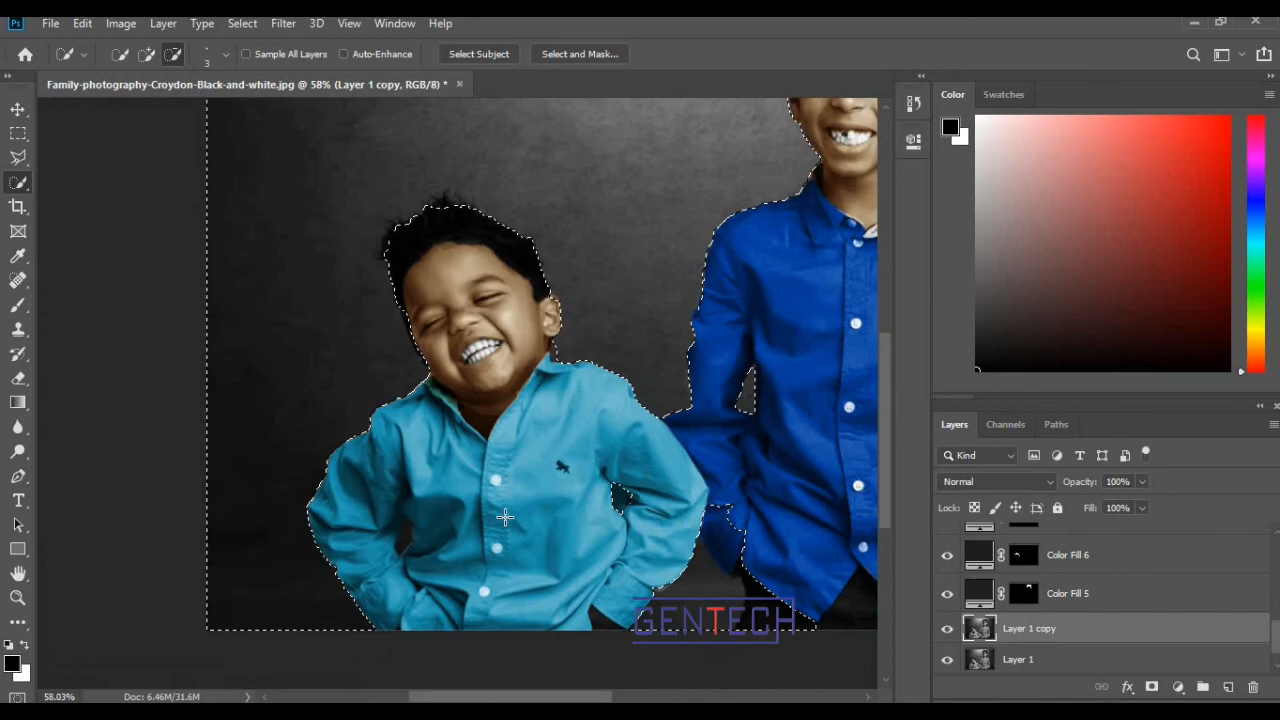 Ps File Edit Image Layer Type Select Filter 3D View Window Help
3 Sample All Layers Auto-Enhance Select Subject Select and Mask...
Family-photography-Croydon-Black-and-white.jpg @ 58% (Layer 1 copy, RGB/8) *
Color Swatches
Layers Channels Paths
Kind
Normal Opacity: 100%
Lock: Fill: 100%
Color Fill 6
Color Fill 5
Layer 1 copy
Layer 1
GENTECH
58.03% Doc: 6.46M/31.6M